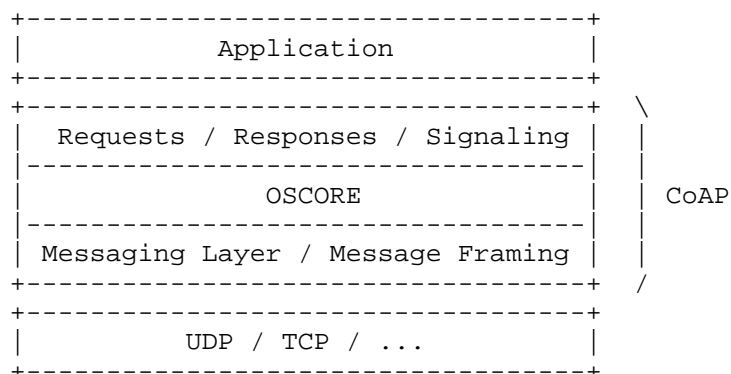 Application
Requests / Responses / Signaling
OSCORE
CoAP
Messaging Layer / Message Framing
UDP / TCP / ...